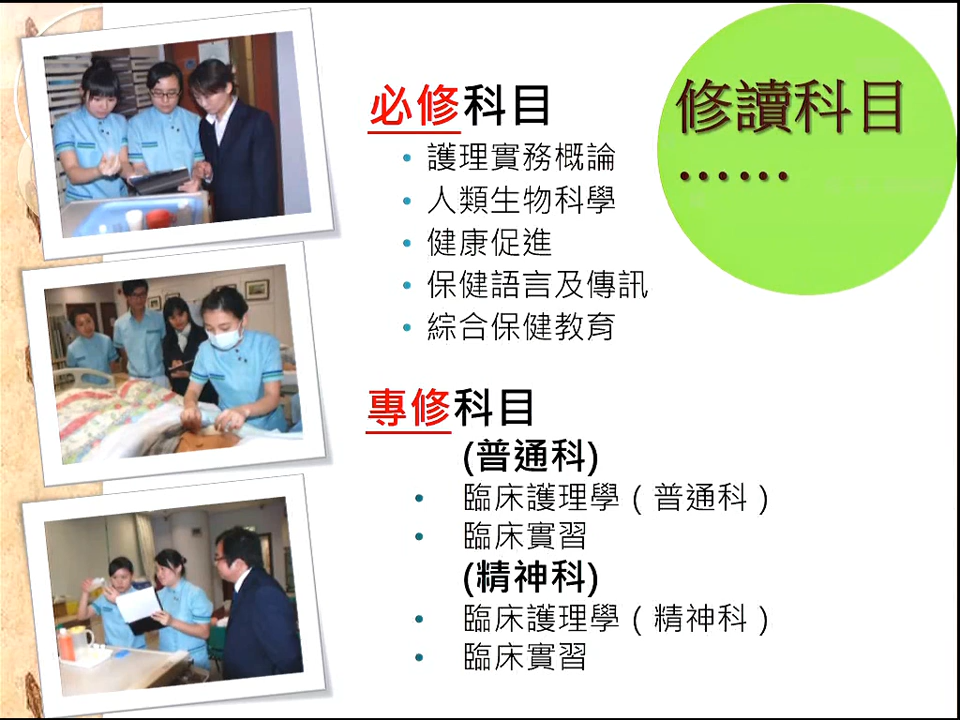 修讀科目
……
必修科目
• 護理實務概論
• 人類生物科學
• 健康促進
• 保健語言及傳訊
• 綜合保健教育
專修科目
(普通科)
• 臨床護理學（普通科）
• 臨床實習
(精神科)
• 臨床護理學（精神科）
• 臨床實習